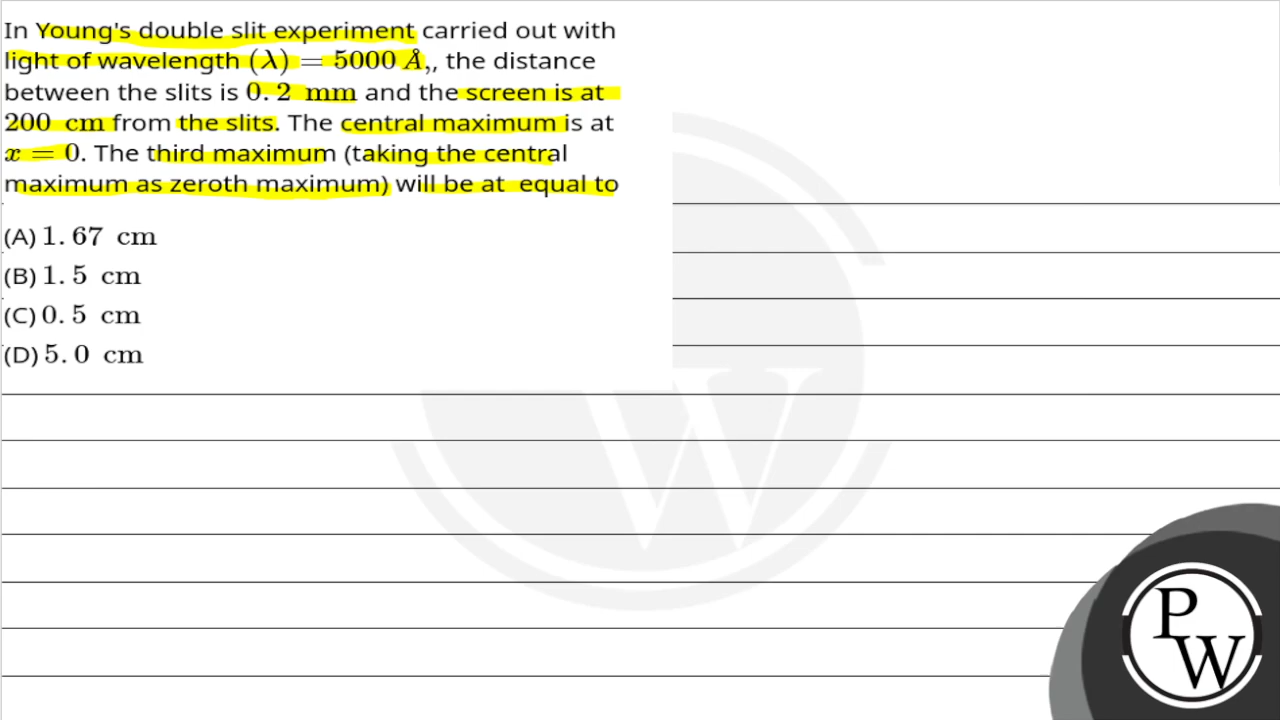 In Young's double slit experiment carried out with
light of wavelength (λ) = 5000 Å,, the distance
between the slits is 0. 2 mm and the screen is at
200 cm from the slits. The central maximum is at
x = 0. The third maximum (taking the central
maximum as zeroth maximum) will be at equal to
(A) 1. 67 cm
(B) 1. 5 cm
(C) 0. 5 cm
(D) 5. 0 cm
W
P
W